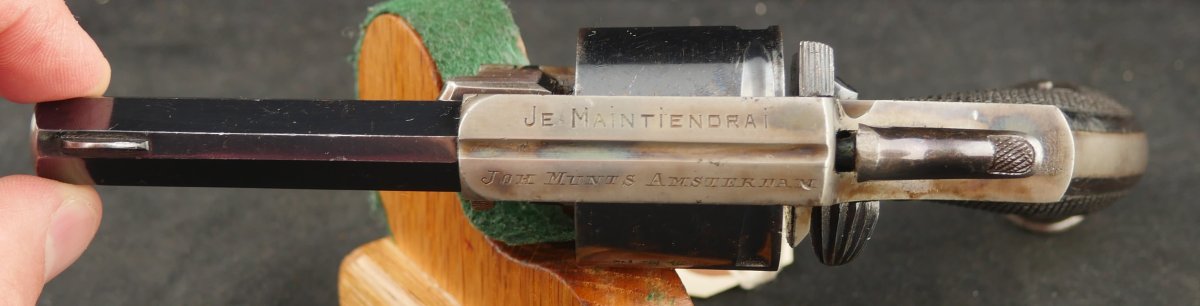 JE MAINTIENDRAI
JOH MUNTS AMSTERDAM